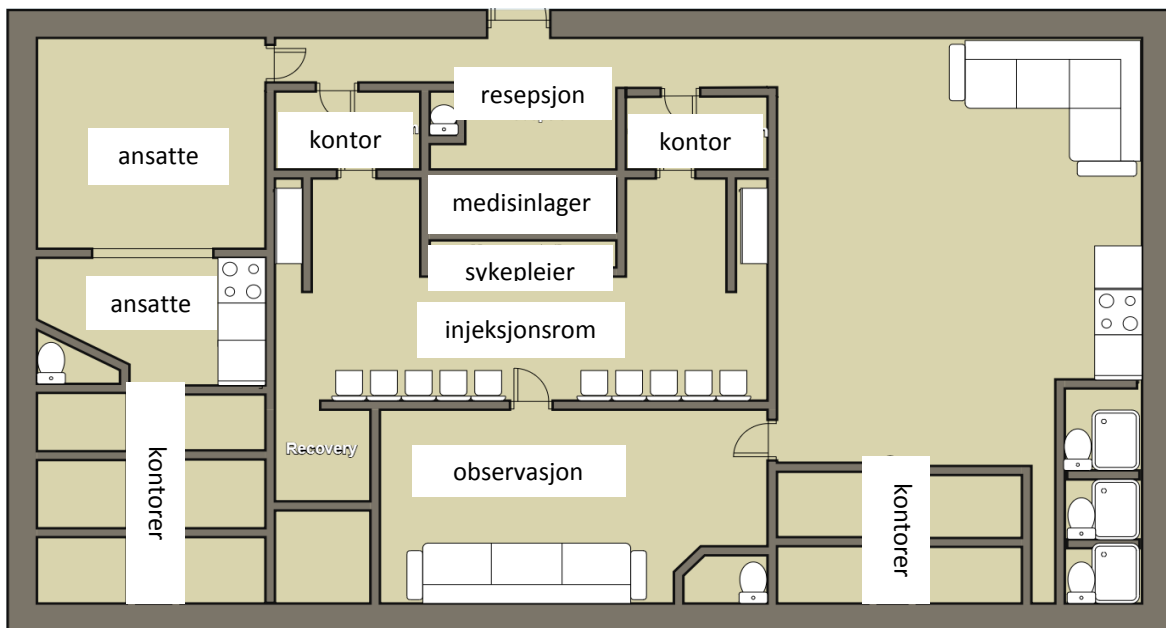 resepsjon
kontor
kontor
ansatte
medisinlager
sykepleier
ansatte
injeksjonsrom
Recovery
observasjon
kontorer
kontorer